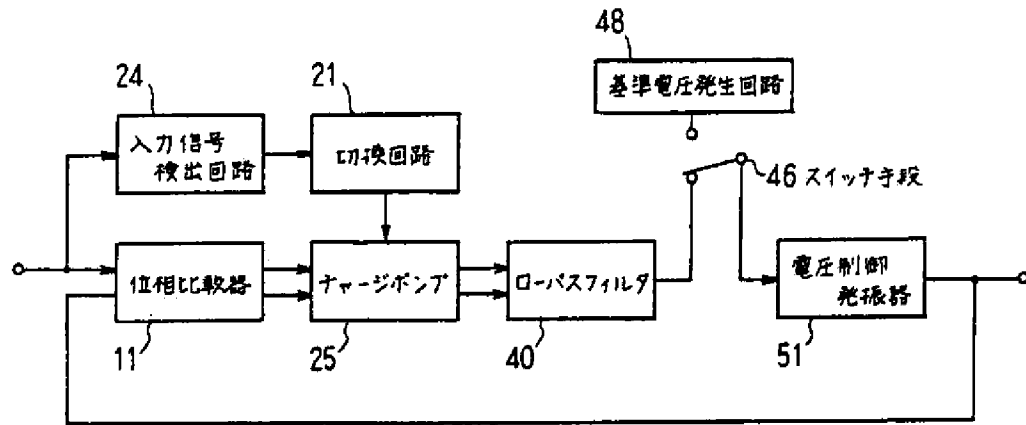 48
基準電圧発生回路
24
入力信号
検出回路
21
切換回路
46 スイッチ手段
位相比較器
11
チャージポンプ
25
ローパスフィルタ
40
電圧制御
発振器
51